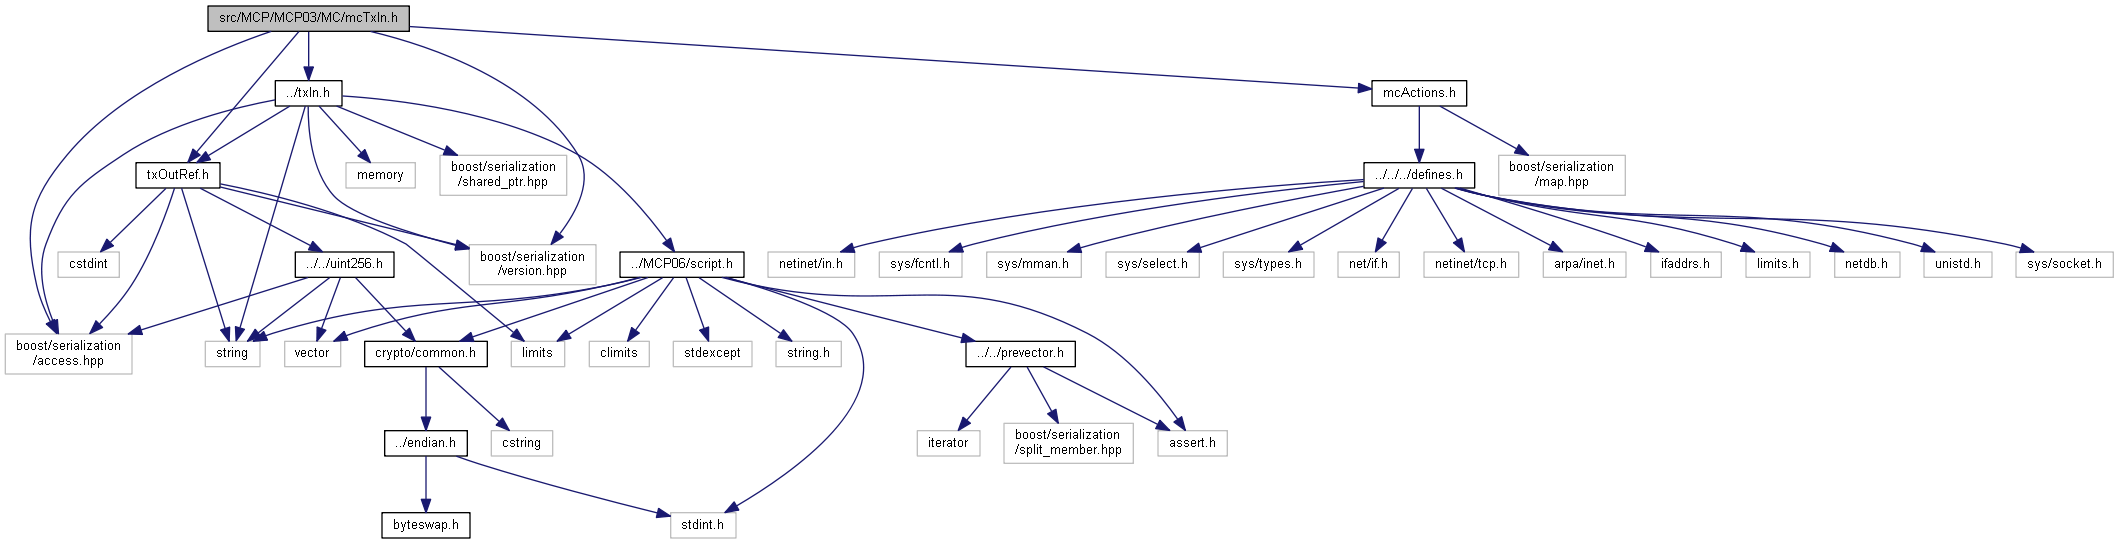 src/MCP/MCP03/MC/mcTxIn.h
../txIn.h
mcActions.h
txOutRef.h
memory
boost/serialization
/shared_ptr.hpp
../../../defines.h
boost/serialization
/map.hpp
cstdint
../../uint256.h
boost/serialization
/version.hpp
../MCP06/script.h
netinet/in.h
sys/fcntl.h
sys/mman.h
sys/select.h
sys/types.h
net/if.h
netinet/tcp.h
arpa/inet.h
ifaddrs.h
limits.h
netdb.h
unistd.h
sys/socket.h
boost/serialization
/access.hpp
string
vector
crypto/common.h
limits
climits
stdexcept
string.h
../../prevector.h
../endian.h
cstring
iterator
boost/serialization
/split_member.hpp
assert.h
byteswap.h
stdint.h